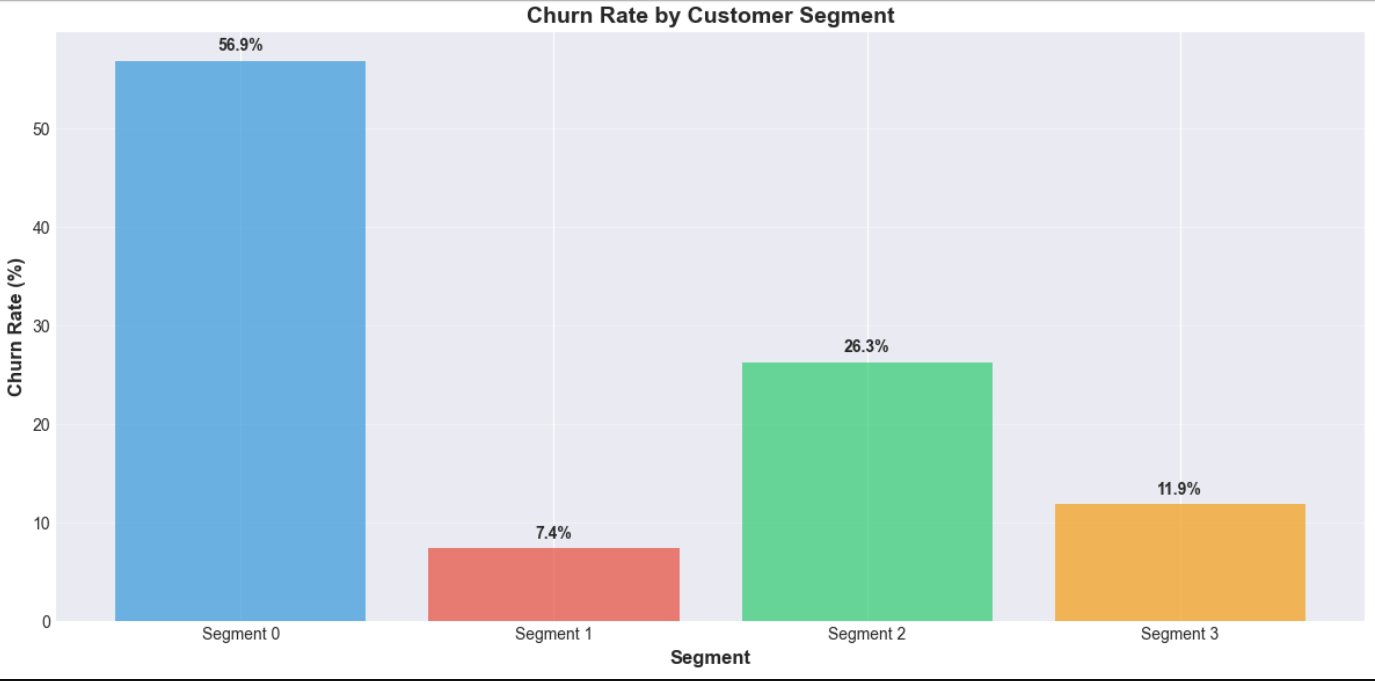 Churn Rate by Customer Segment
Churn Rate (%)
50
40
30
20
10
0
56.9%
7.4%
26.3%
11.9%
Segment 0
Segment 1
Segment 2
Segment 3
Segment